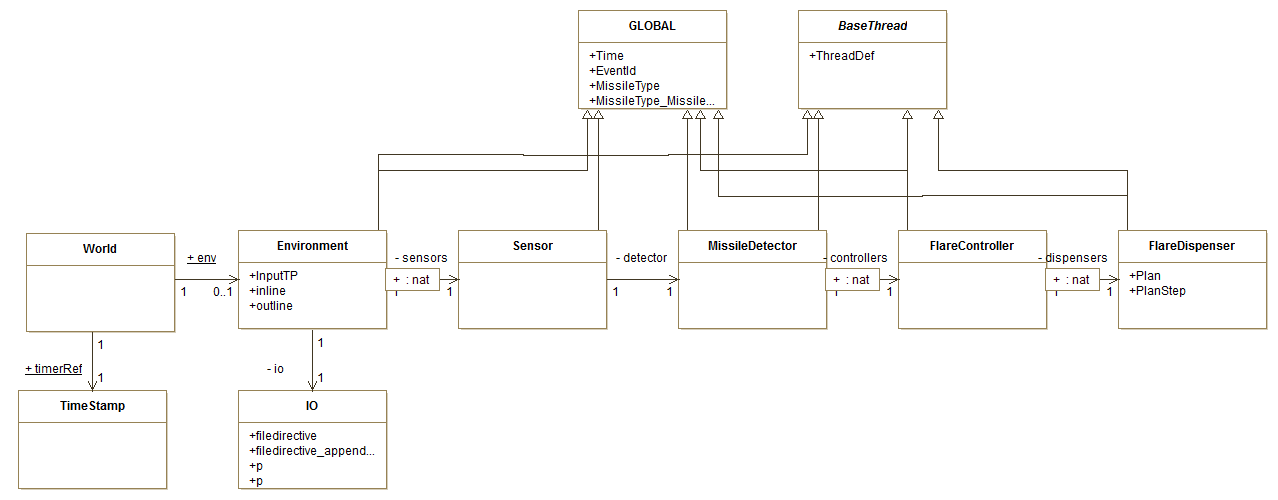 GLOBAL
+Time
+EventId
+MissileType
+MissileType_Missile...
BaseThread
+ThreadDef
World
+ env
1
0..1
Environment
+InputTP
+inline
+outline
- sensors
+ : nat
1
1
Sensor
- detector
1
1
MissileDetector
- controllers
+ : nat
1
1
FlareController
- dispensers
+ : nat
1
1
FlareDispenser
+Plan
+PlanStep
1
+ timerRef
1
TimeStamp
1
- io
1
IO
+filedirective
+filedirective_append...
+p
+p